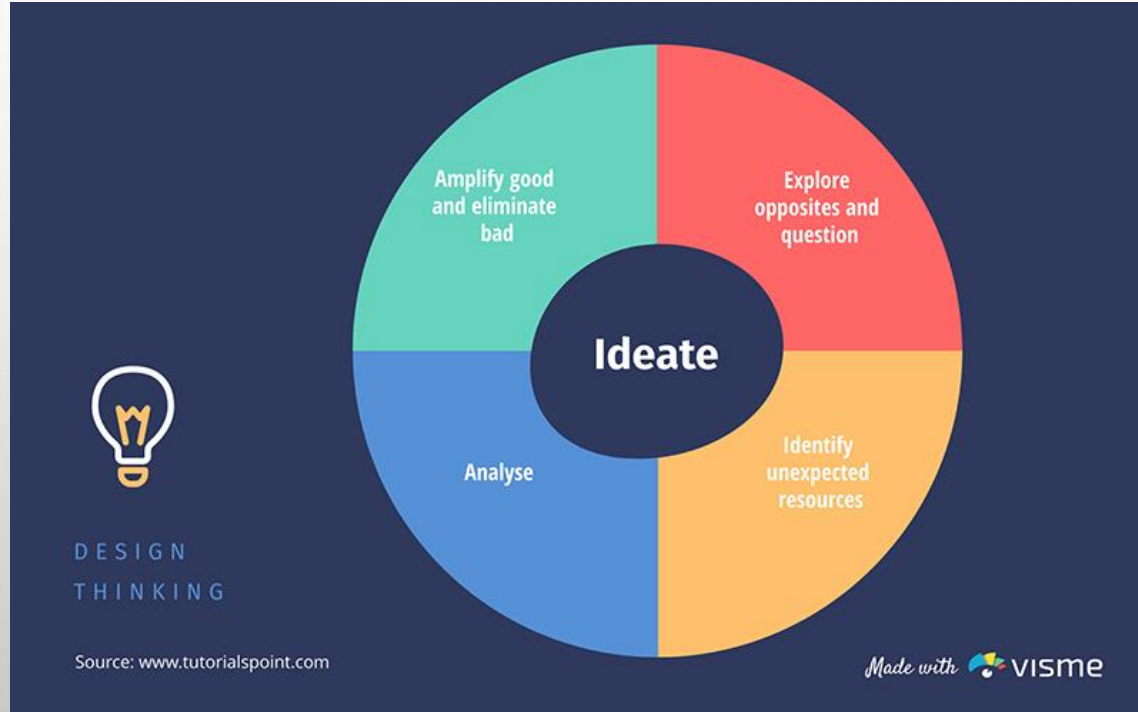 Amplify good
and eliminate
bad
Explore
opposites and
question
Ideate
Analyse
Identify
unexpected
resources
DESIGN
THINKING
Source: www.tutorialspoint.com
Made with visme